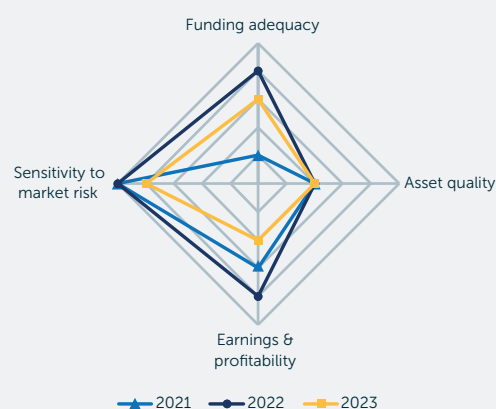 Funding adequacy
Sensitivity to
market risk
Asset quality
Earnings &
profitability
2021 2022 2023